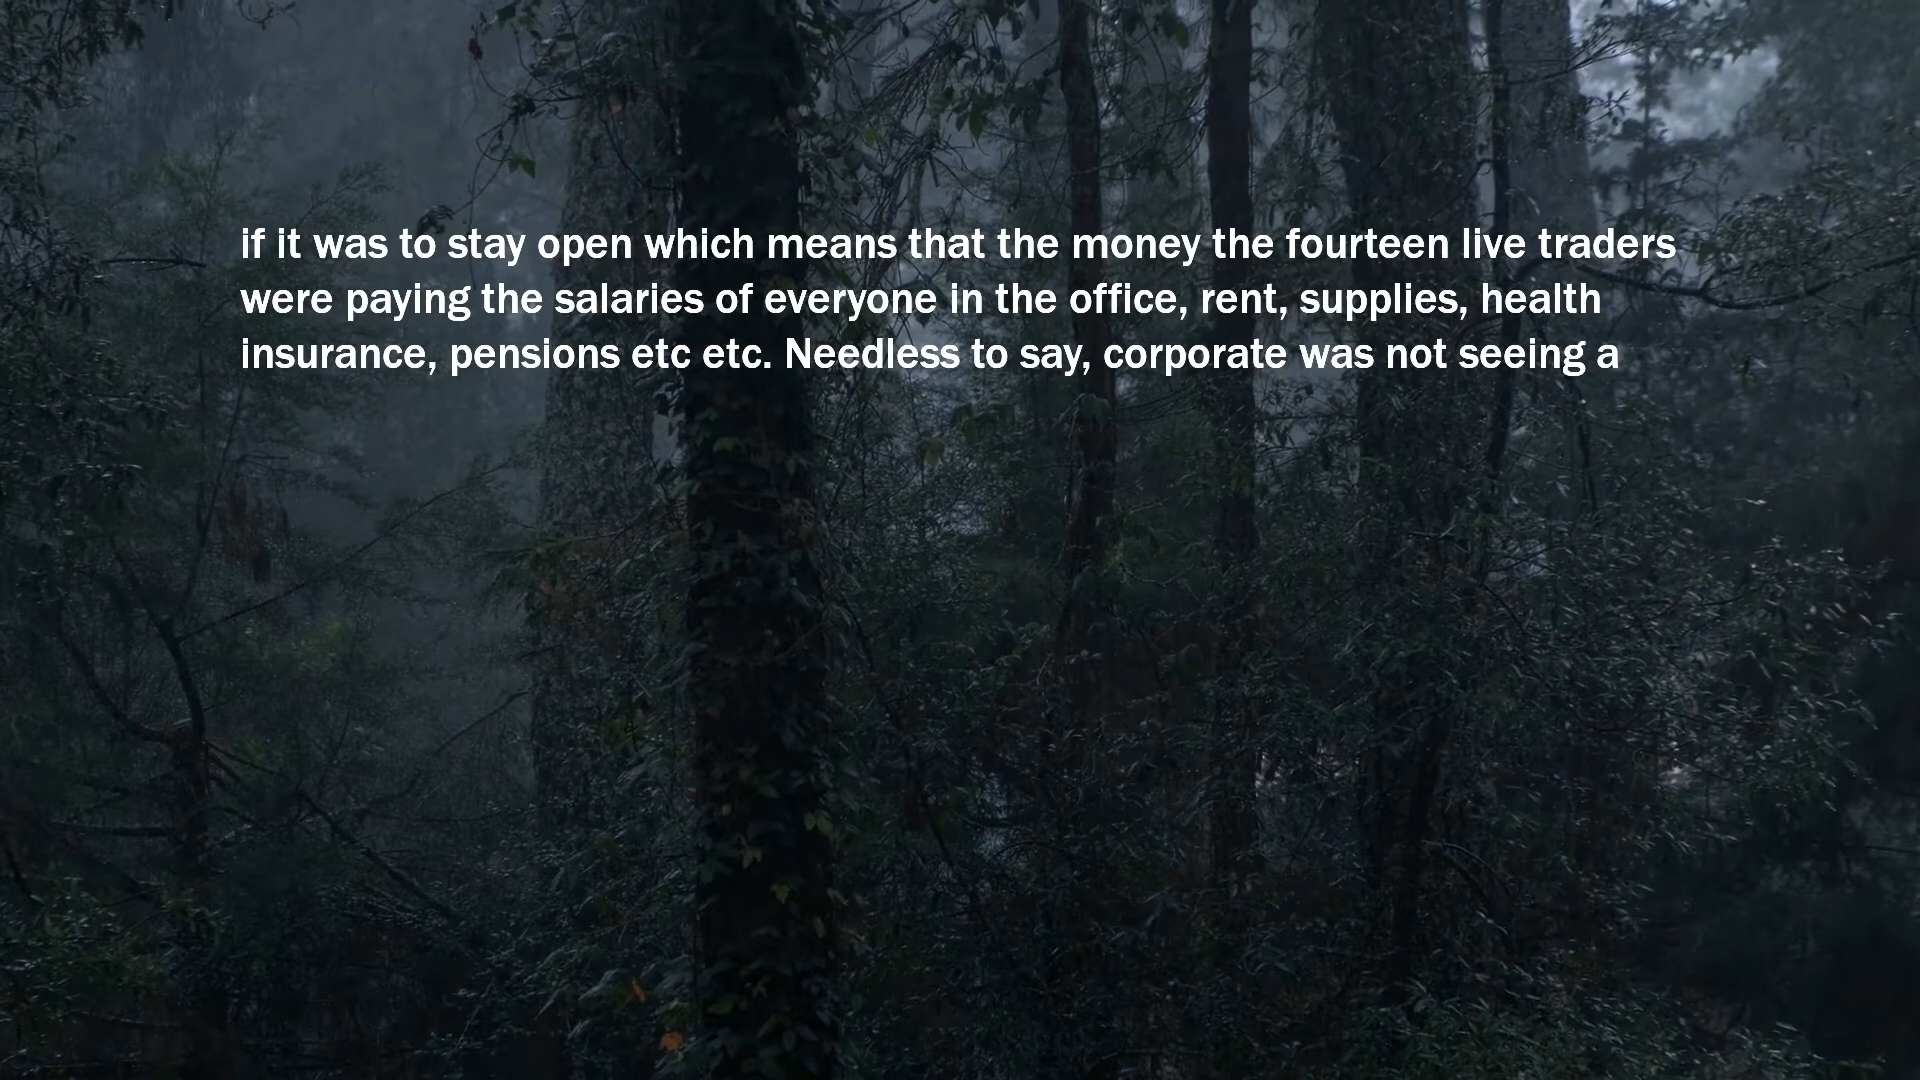 if it was to stay open which means that the money the fourteen live traders
were paying the salaries of everyone in the office, rent, supplies, health
insurance, pensions etc etc. Needless to say, corporate was not seeing a